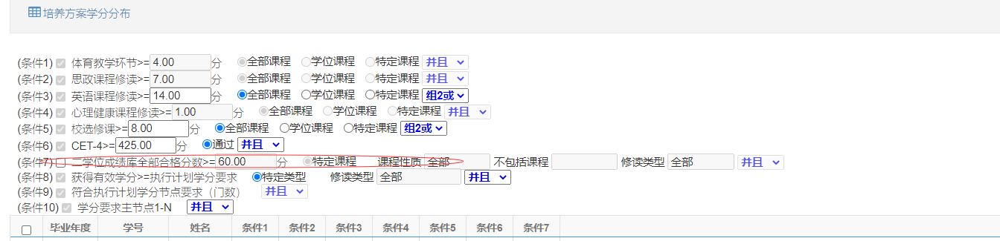 培养方案学分分布
(条件1) 体育教学环节>=4.00分 全部课程 学位课程 特定课程 并且
(条件2) 思政课程修读>=7.00分 全部课程 学位课程 特定课程 并且
(条件3) 英语课程修读>=14.00分 全部课程 学位课程 特定课程 组2或
(条件4) 心理健康课程修读>=1.00分 全部课程 学位课程 特定课程 并且
(条件5) 校选修课>=8.00分 全部课程 学位课程 特定课程 组2或
(条件6) CET-4>=425.00分 通过 并且
(条件7) 二学位成绩库全部合格分数>=60.00分 特定课程 课程性质 全部 不包括课程 修读类型 全部 并且
(条件8) 获得有效学分>=执行计划学分要求 特定类型 修读类型 全部 并且
(条件9) 符合执行计划学分节点要求（门数） 并且
(条件10) 学分要求主节点1-N 并且
毕业年度 学号 姓名 条件1 条件2 条件3 条件4 条件5 条件6 条件7